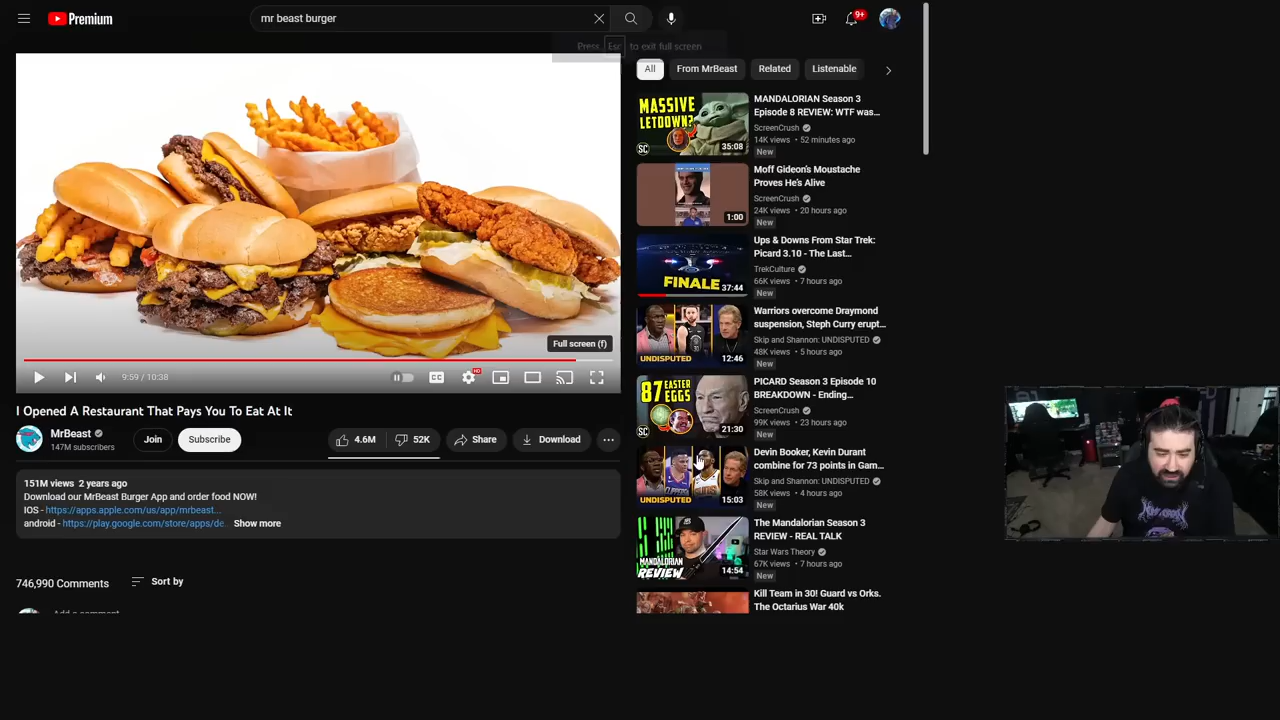 Premium
mr beast burger
9+
Press Esc to exit full screen
All
From MrBeast
Related
Listenable
Full screen (f)
9:59 / 10:38
CC
HD
I Opened A Restaurant That Pays You To Eat At It
MrBeast
147M subscribers
Join
Subscribe
4.6M
52K
Share
Download
151M views 2 years ago
Download our MrBeast Burger App and order food NOW!
IOS - https://apps.apple.com/us/app/mrbeast...
android - https://play.google.com/store/apps/de...
Show more
746,990 Comments
Sort by
Add a comment...
MASSIVE
LETDOWN?
SC
35:08
MANDALORIAN Season 3
Episode 8 REVIEW: WTF was...
ScreenCrush
14K views • 52 minutes ago
New
1:00
Moff Gideon's Moustache
Proves He's Alive
ScreenCrush
24K views • 20 hours ago
New
FINALE
37:44
Ups & Downs From Star Trek:
Picard 3.10 - The Last...
TrekCulture
66K views • 7 hours ago
New
UNDISPUTED
12:46
Warriors overcome Draymond
suspension, Steph Curry erupt...
Skip and Shannon: UNDISPUTED
48K views • 5 hours ago
New
87 EASTER
EGGS
SC
21:30
PICARD Season 3 Episode 10
BREAKDOWN - Ending...
ScreenCrush
99K views • 23 hours ago
New
UNDISPUTED
15:03
Devin Booker, Kevin Durant
combine for 73 points in Gam...
Skip and Shannon: UNDISPUTED
58K views • 4 hours ago
New
MANDALORIAN
REVIEW
14:54
The Mandalorian Season 3
REVIEW - REAL TALK
Star Wars Theory
67K views • 7 hours ago
New
Kill Team in 30! Guard vs Orks.
The Octarius War 40k